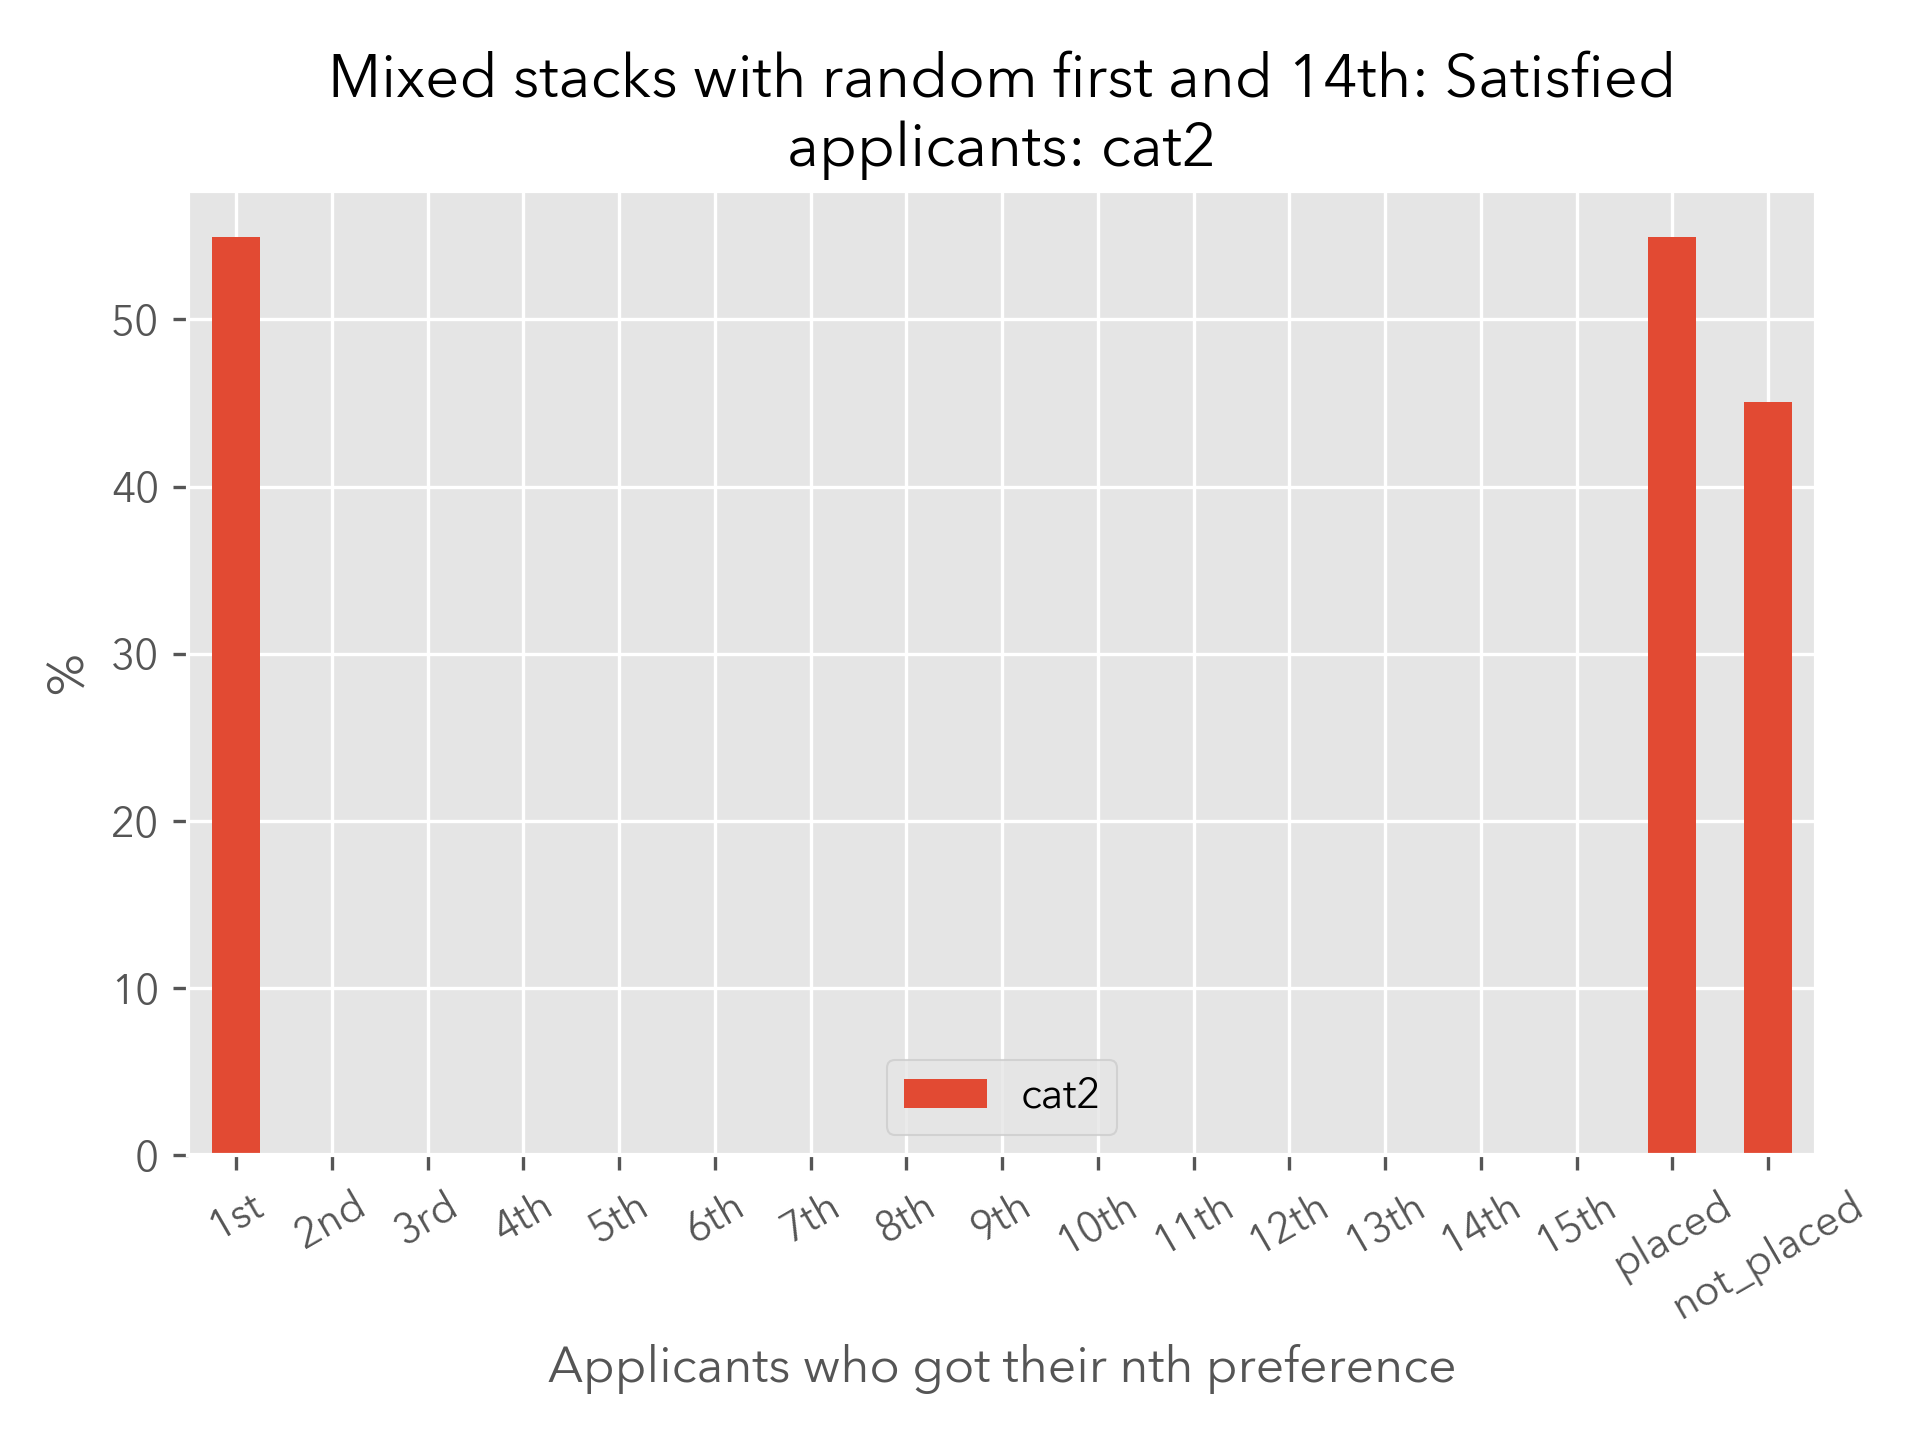 Mixed stacks with random first and 14th: Satisfied
applicants: cat2
%
50
40
30
20
10
0
cat2
1st
2nd
3rd
4th
5th
6th
7th
8th
9th
10th
11th
12th
13th
14th
15th
placed
not_placed
Applicants who got their nth preference